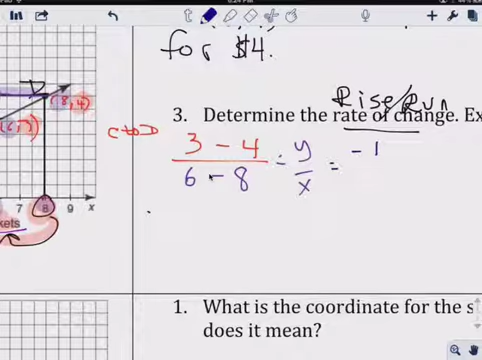 for $4.
Rise/Run
3. Determine the rate of change. Ex
D
(8,4)
(6,3)
C to D
3 - 4
6 - 8
= y
x
= - 1
7 8 9 x
kets
1. What is the coordinate for the s
does it mean?